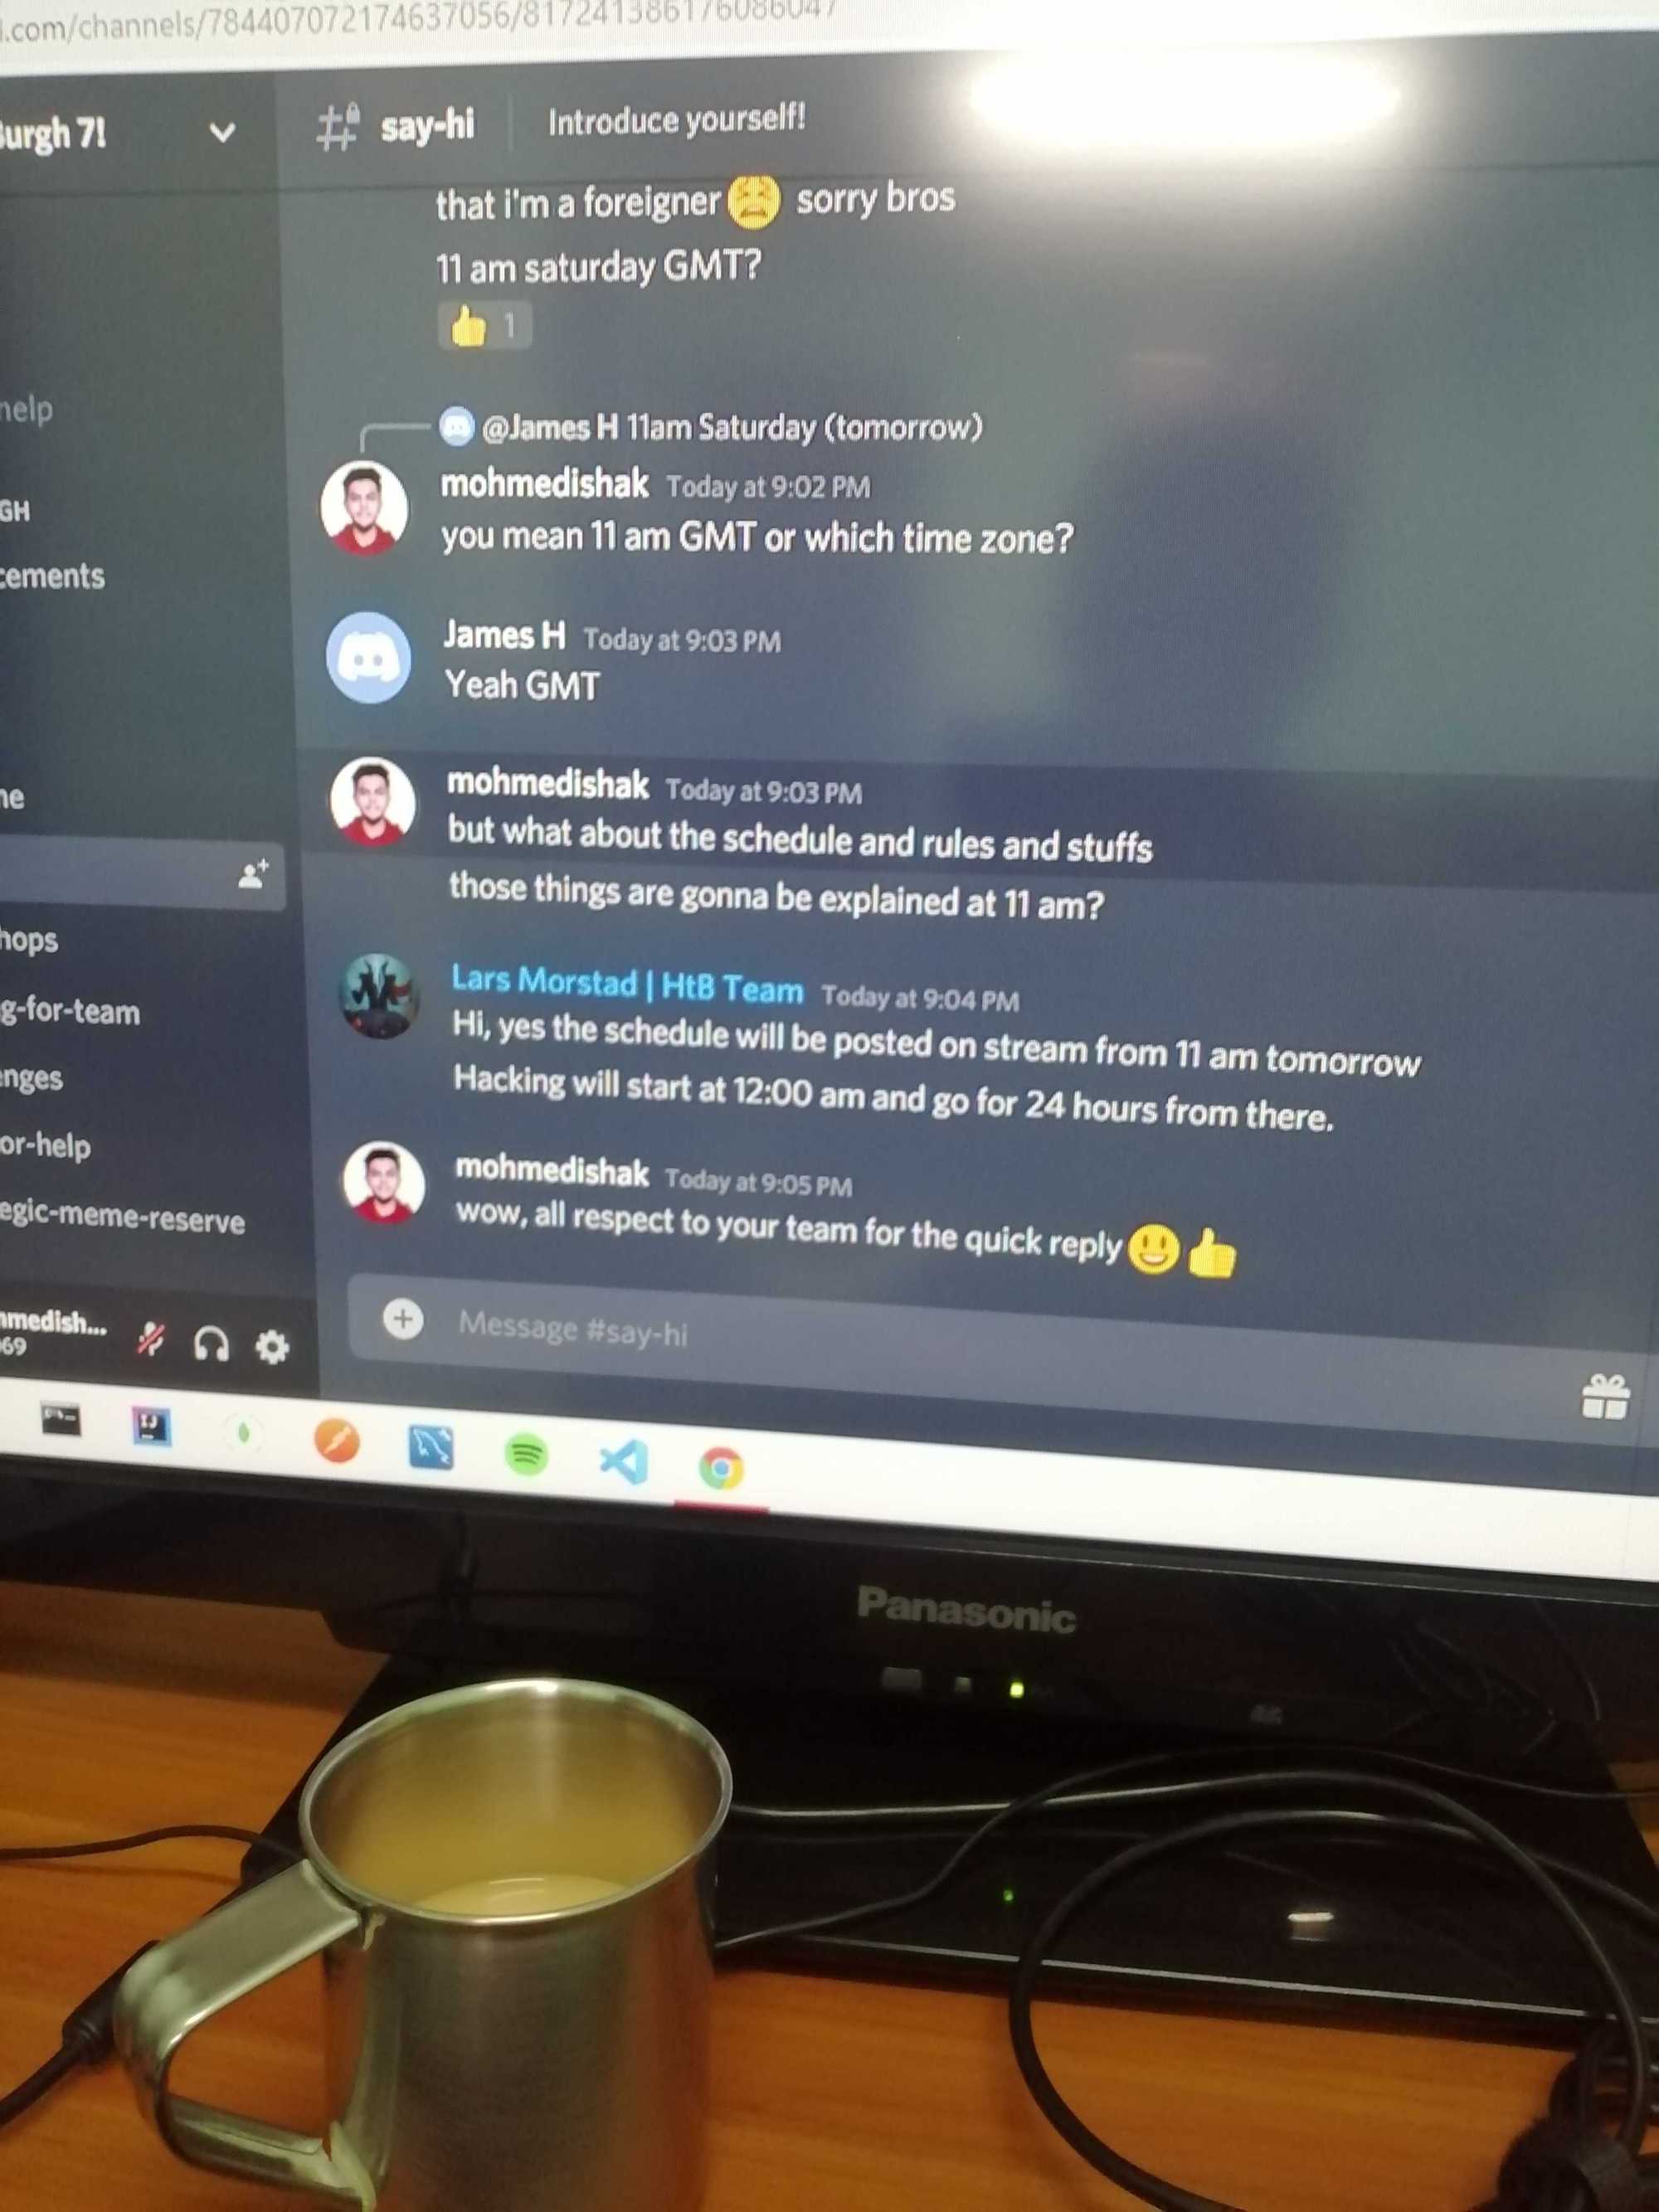 .com/channels/784407072174637056/817241386176086047
Burgh 7!
say-hi
Introduce yourself!
that i'm a foreigner 😫 sorry bros
11 am saturday GMT?
👍 1
@James H 11am Saturday (tomorrow)
mohmedishak Today at 9:02 PM
you mean 11 am GMT or which time zone?
James H Today at 9:03 PM
Yeah GMT
mohmedishak Today at 9:03 PM
but what about the schedule and rules and stuffs
those things are gonna be explained at 11 am?
Lars Morstad | HtB Team Today at 9:04 PM
Hi, yes the schedule will be posted on stream from 11 am tomorrow
Hacking will start at 12:00 am and go for 24 hours from there.
mohmedishak Today at 9:05 PM
wow, all respect to your team for the quick reply 😃 👍
Message #say-hi
help
GH
cements
ne
hops
g-for-team
enges
or-help
egic-meme-reserve
hmedish...
69
IJ
Panasonic